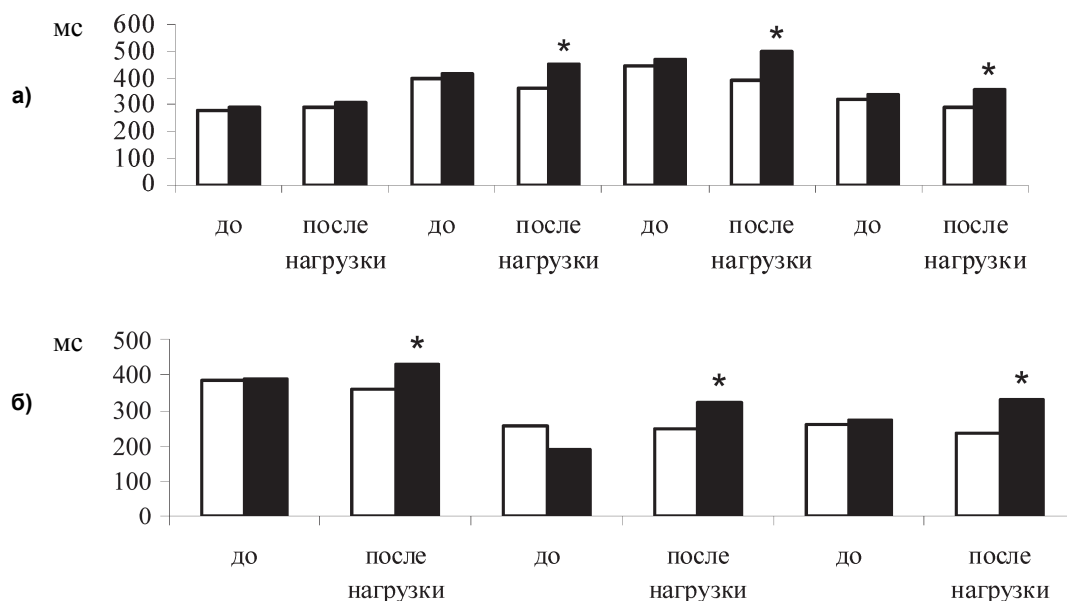 мс
600
500
400
300
200
100
0
*
*
*
а)
до после до после до после до после
нагрузки нагрузки нагрузки нагрузки
мс
500
400
300
200
100
0
*
*
*
б)
до после до после до после
нагрузки нагрузки нагрузки